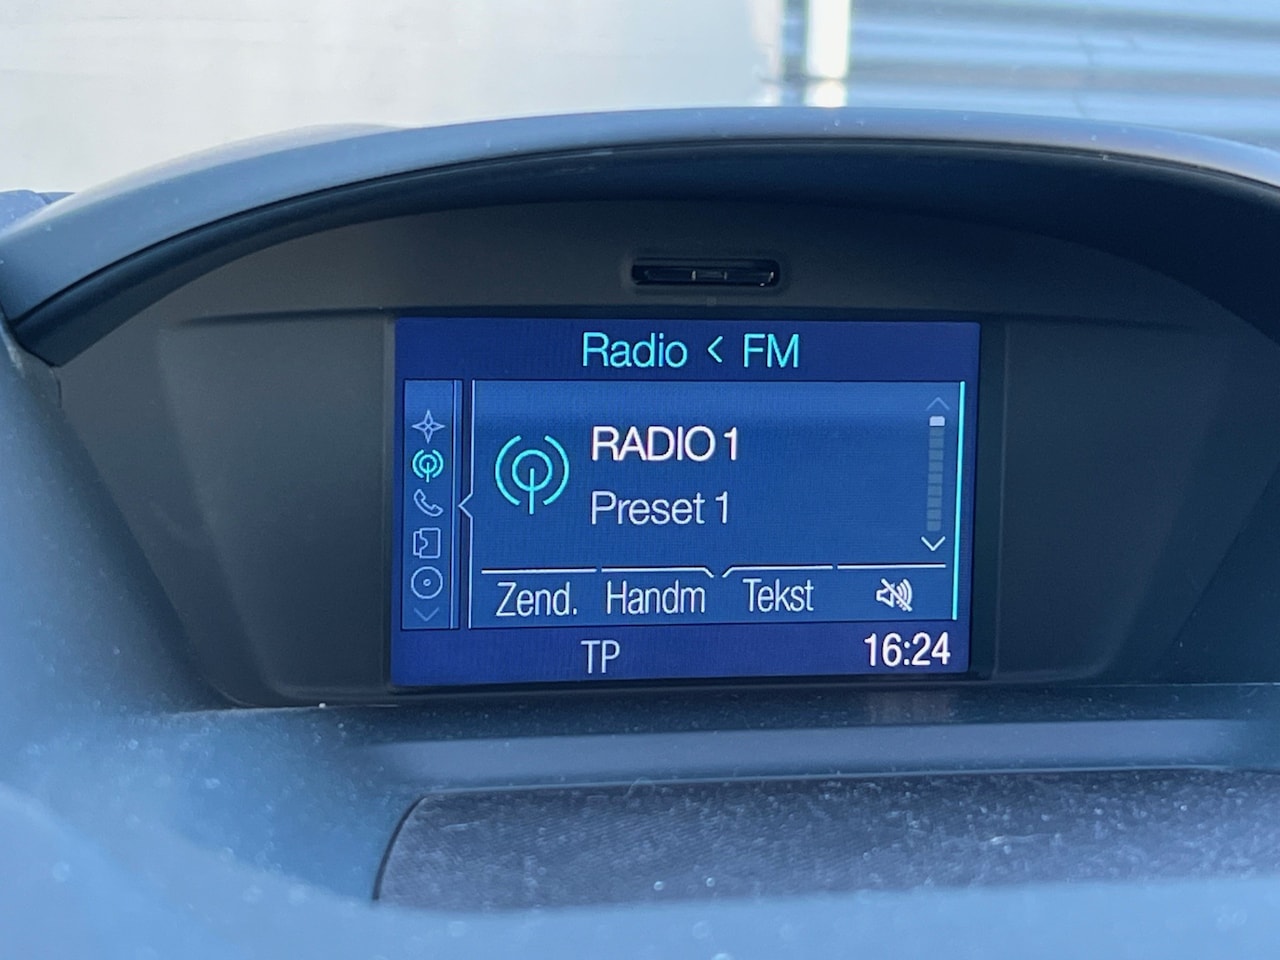 Radio < FM
RADIO 1
Preset 1
Zend. Handm Tekst
TP 16:24